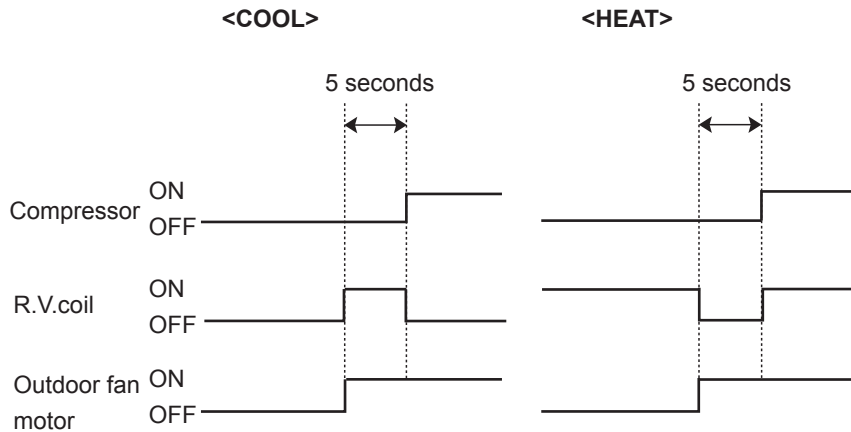 <COOL>
<HEAT>
5 seconds
5 seconds
Compressor
ON
OFF
R.V.coil
ON
OFF
Outdoor fan
motor
ON
OFF